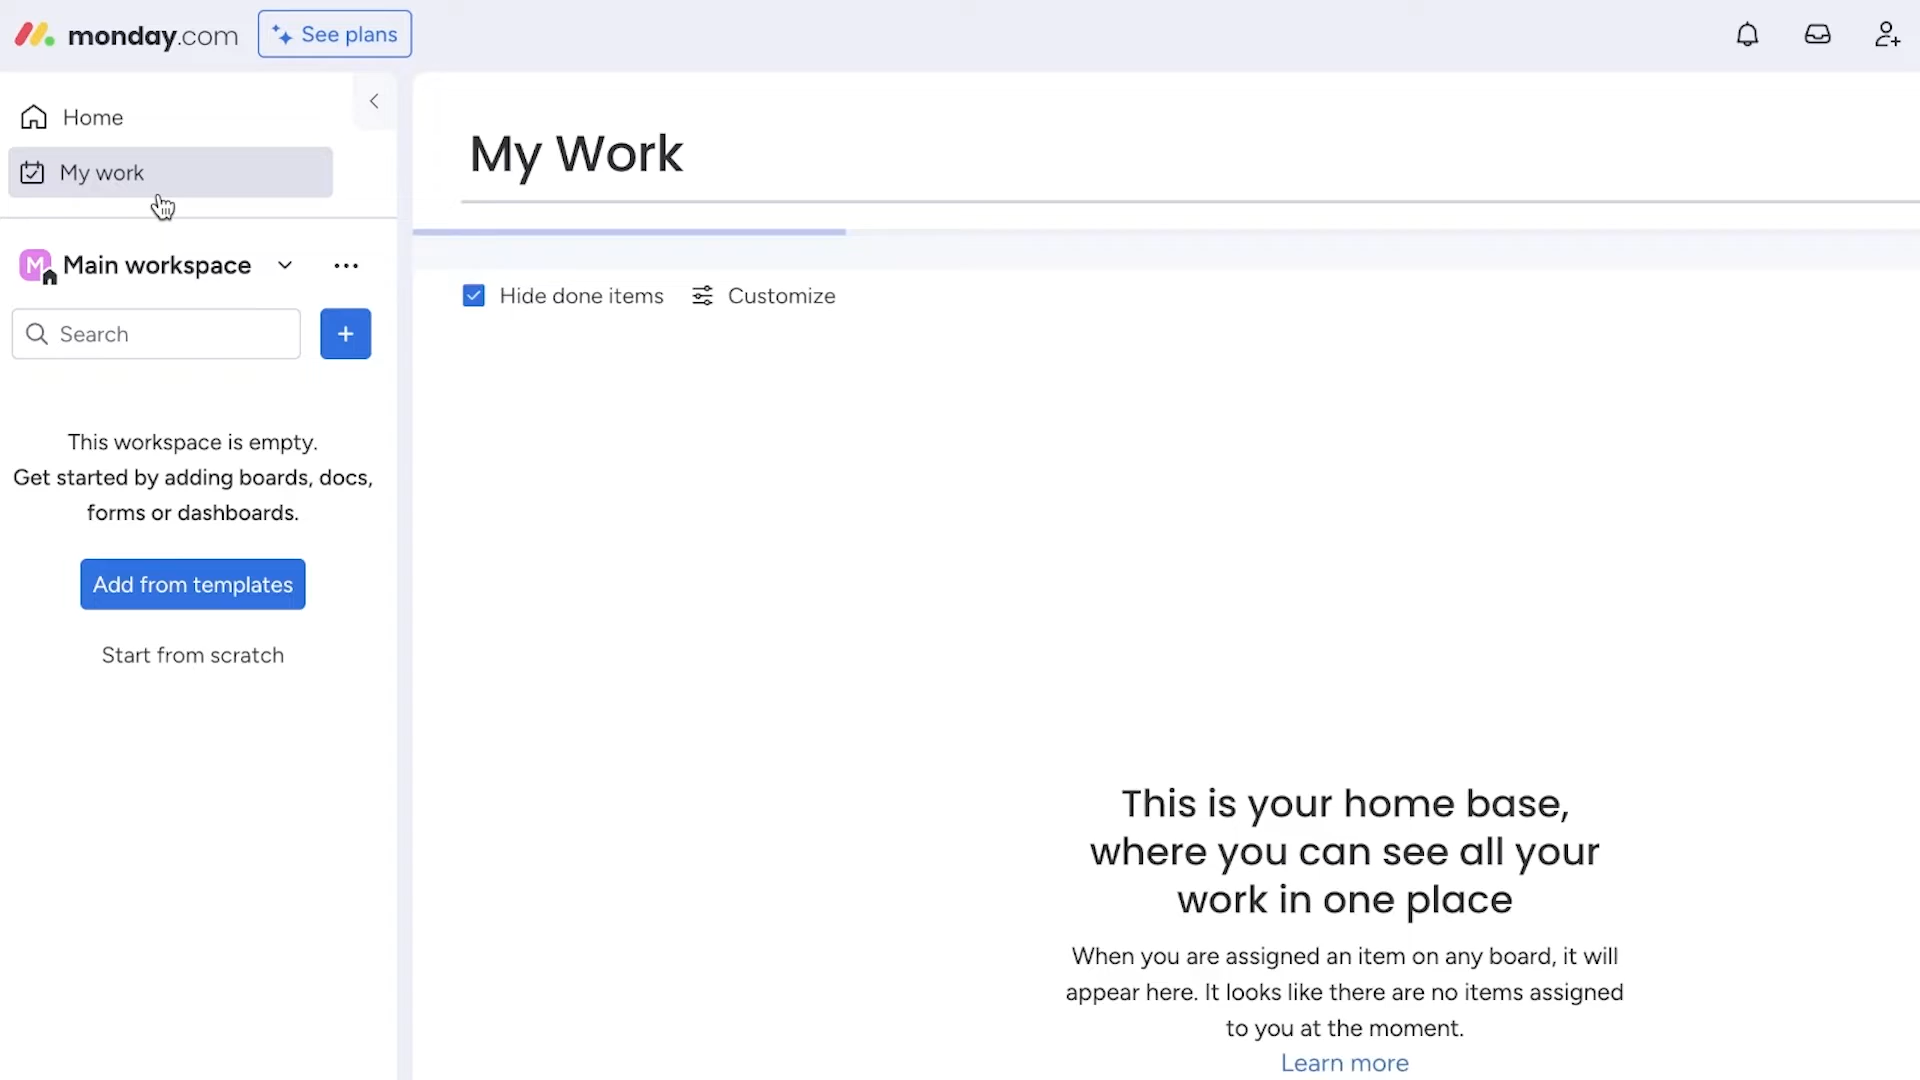 monday.com
See plans
Home
My work
My Work
M
Main workspace
Hide done items
Customize
Search
+
This workspace is empty.
Get started by adding boards, docs,
forms or dashboards.
Add from templates
Start from scratch
This is your home base,
where you can see all your
work in one place
When you are assigned an item on any board, it will
appear here. It looks like there are no items assigned
to you at the moment.
Learn more